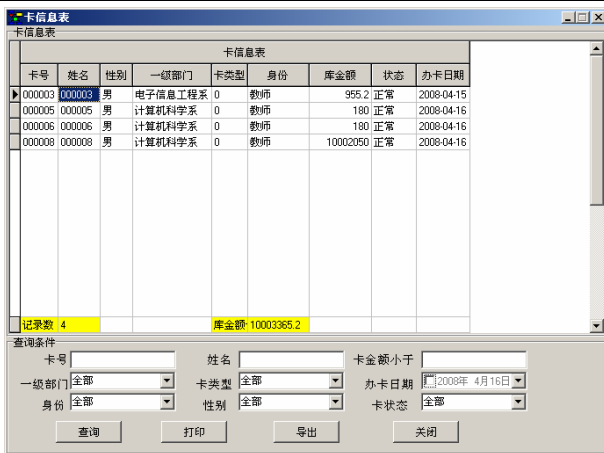 卡信息表
卡信息表
卡信息表
卡号 姓名 性别 一级部门 卡类型 身份 库金额 状态 办卡日期
000003 000003 男 电子信息工程系 0 教师 955.2 正常 2008-04-15
000005 000005 男 计算机科学系 0 教师 180 正常 2008-04-16
000006 000006 男 计算机科学系 0 教师 180 正常 2008-04-16
000008 000008 男 计算机科学系 0 教师 10002050 正常 2008-04-16
记录数 4 库金额 10003365.2
查询条件
卡号 姓名 卡金额小于
一级部门 全部 卡类型 全部 办卡日期 2008年 4月16日
身份 全部 性别 全部 卡状态 全部
查询 打印 导出 关闭